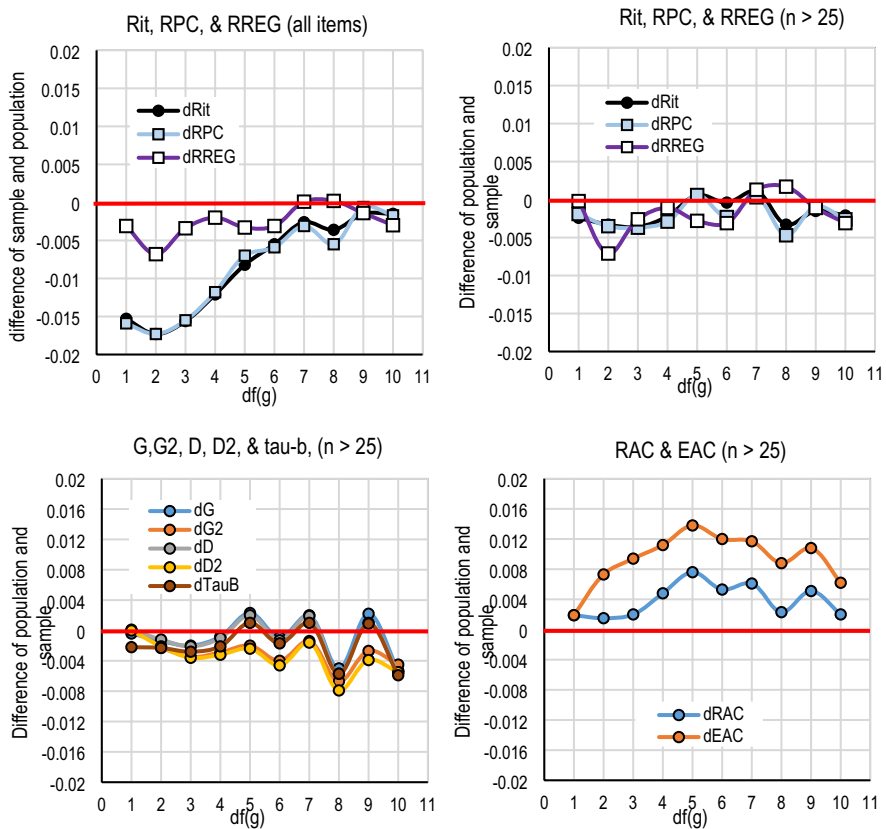 Rit, RPC, & RREG (all items)
difference of sample and population
0.02
0.015
0.01
0.005
0
-0.005
-0.01
-0.015
-0.02
dRit
dRPC
dRREG
0 1 2 3 4 5 6 7 8 9 10 11
df(g)
Rit, RPC, & RREG (n > 25)
Difference of population and
sample
0.02
0.015
0.01
0.005
0
-0.005
-0.01
-0.015
-0.02
dRit
dRPC
dRREG
0 1 2 3 4 5 6 7 8 9 10 11
df(g)
G,G2, D, D2, & tau-b, (n > 25)
Difference of population and
sample
0.02
0.016
0.012
0.008
0.004
0
-0.004
-0.008
-0.012
-0.016
-0.02
dG
dG2
dD
dD2
dTauB
0 1 2 3 4 5 6 7 8 9 10 11
df(g)
RAC & EAC (n > 25)
Difference of population and
sample
0.02
0.016
0.012
0.008
0.004
0
-0.004
-0.008
-0.012
-0.016
-0.02
dRAC
dEAC
0 1 2 3 4 5 6 7 8 9 10 11
df(g)